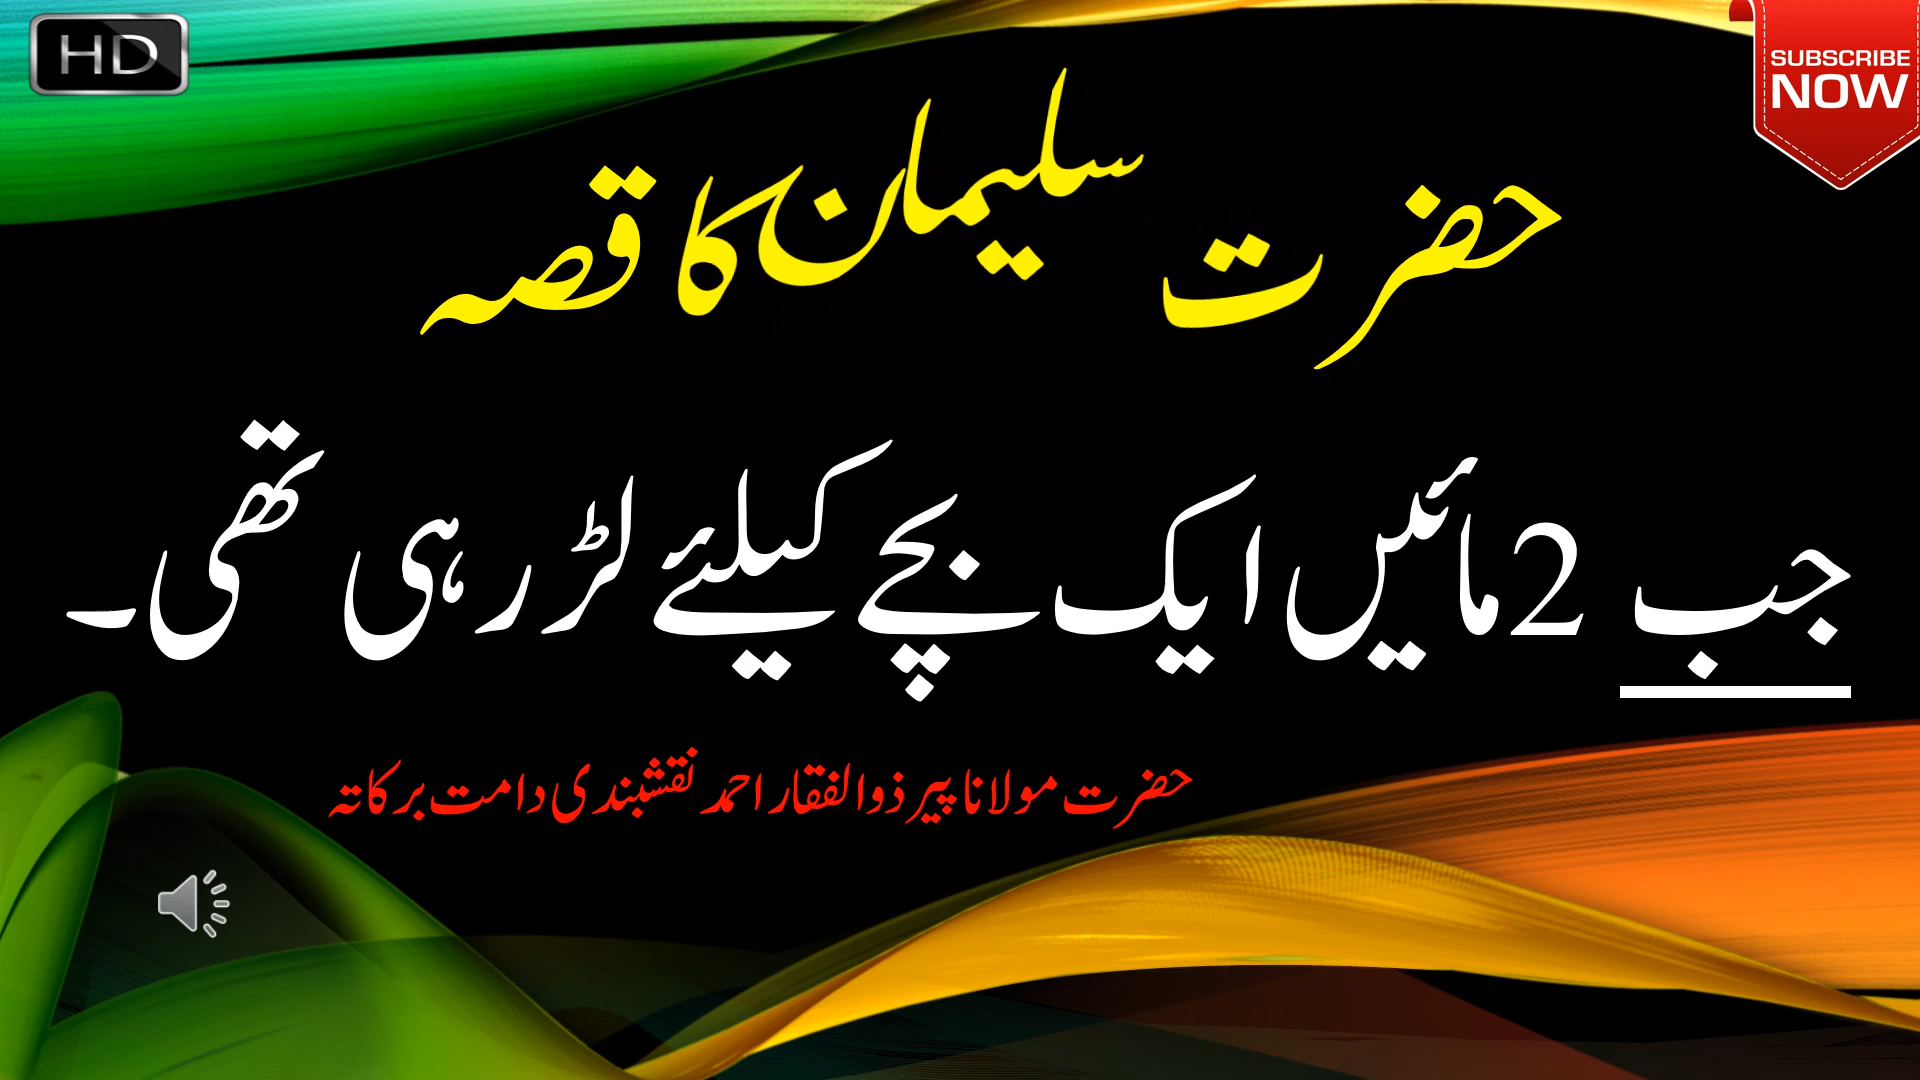 HD
SUBSCRIBE
NOW
حضرت سلیمان کا قصہ
جب 2 مائیں ایک بچے کیلئے لڑ رہی تھی۔
حضرت مولانا پیر ذوالفقار احمد نقشبندی دامت برکاتہ